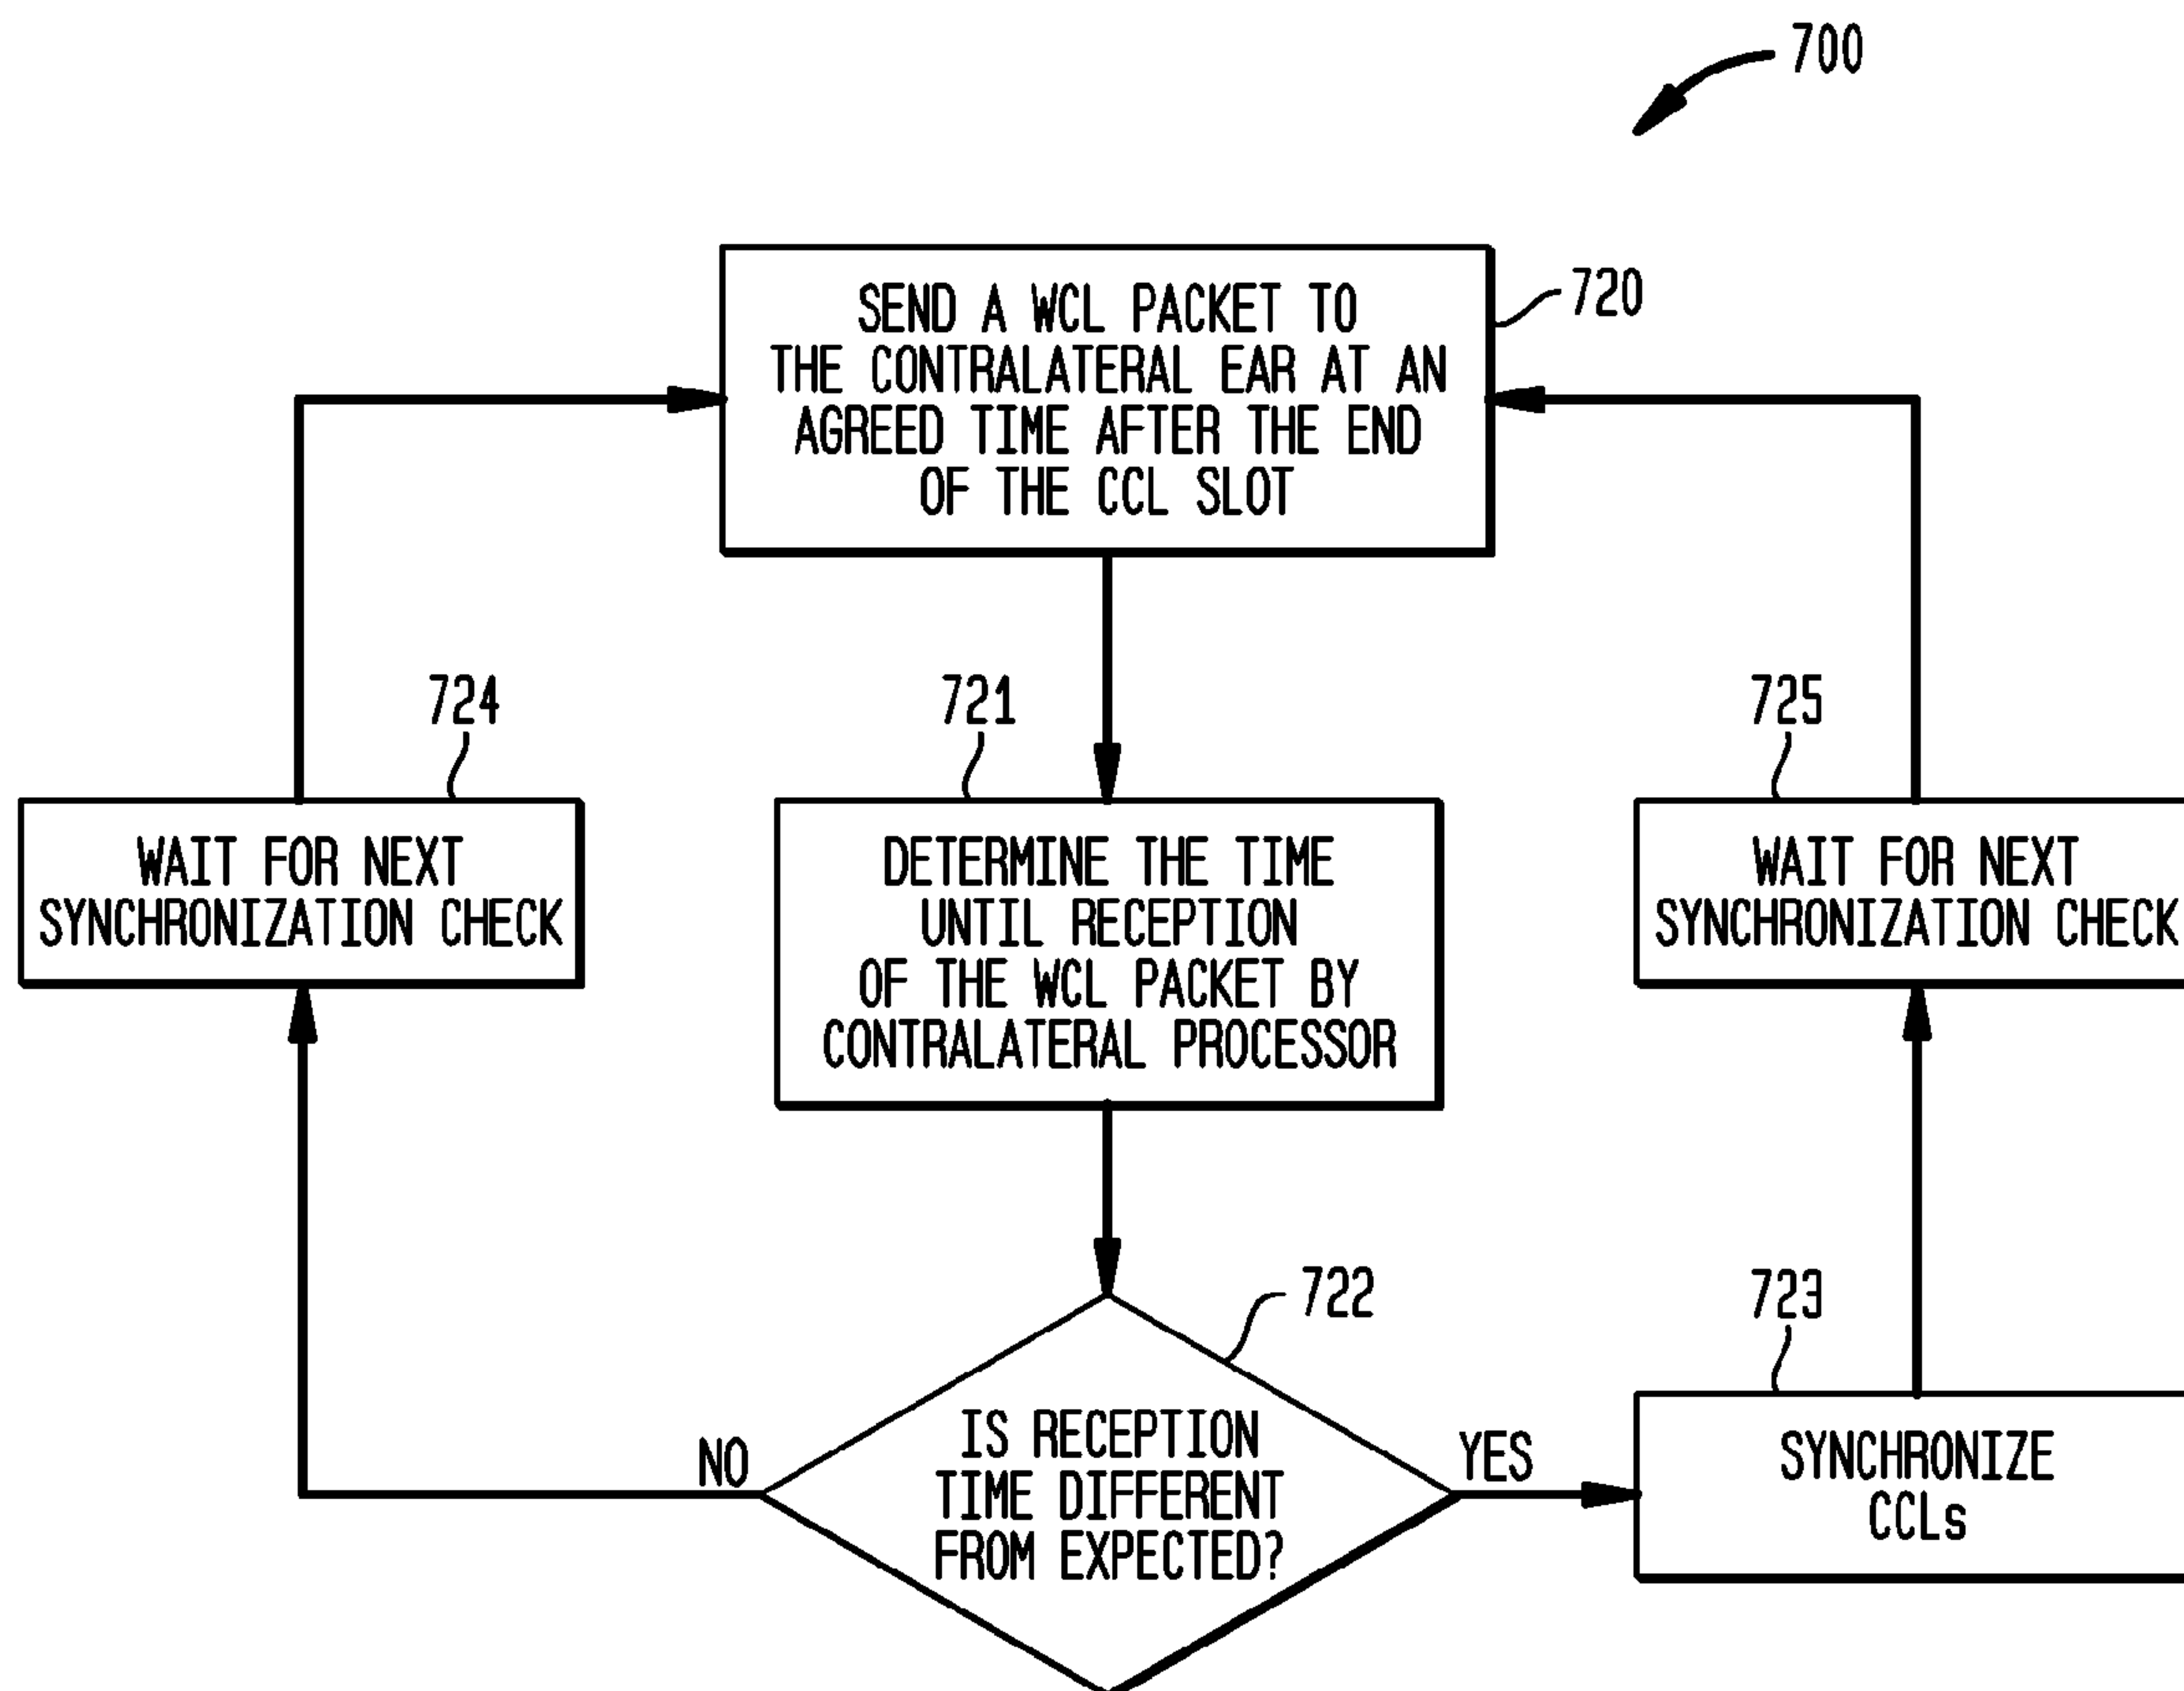 700
SEND A WCL PACKET TO
THE CONTRALATERAL EAR AT AN
AGREED TIME AFTER THE END
OF THE CCL SLOT
720
724
WAIT FOR NEXT
SYNCHRONIZATION CHECK
721
DETERMINE THE TIME
UNTIL RECEPTION
OF THE WCL PACKET BY
CONTRALATERAL PROCESSOR
725
WAIT FOR NEXT
SYNCHRONIZATION CHECK
722
IS RECEPTION
TIME DIFFERENT
FROM EXPECTED?
NO
YES
723
SYNCHRONIZE
CCLs